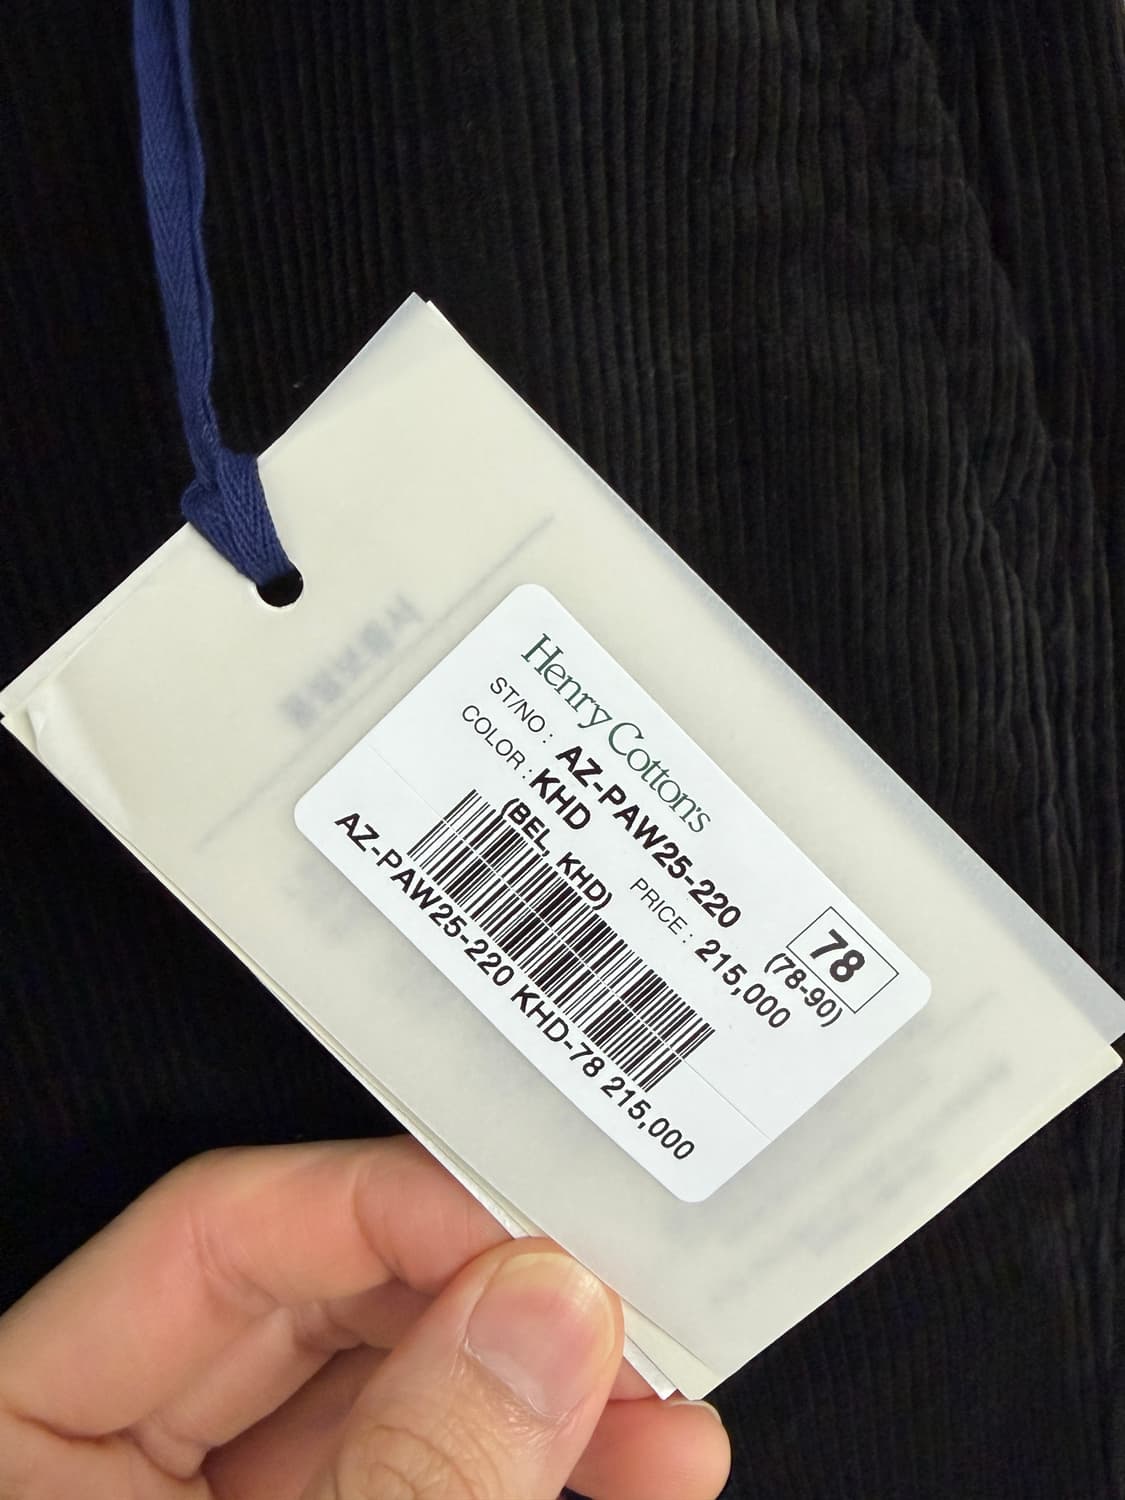 Henry Cotton's
ST/NO : AZ-PAW25-220
COLOR : KHD
(BEL, KHD)
78
(78-90)
PRICE : 215,000
AZ-PAW25-220 KHD-78 215,000